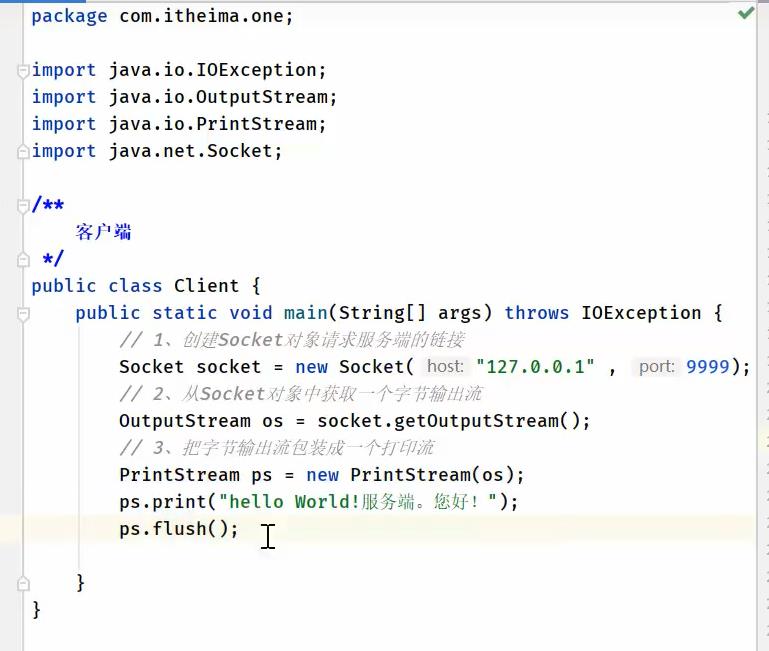 package com.itheima.one;
import java.io.IOException;
import java.io.OutputStream;
import java.io.PrintStream;
import java.net.Socket;
/**
客户端
*/
public class Client {
public static void main(String[] args) throws IOException {
// 1、创建Socket对象请求服务端的链接
Socket socket = new Socket( host: "127.0.0.1" , port: 9999);
// 2、从Socket对象中获取一个字节输出流
OutputStream os = socket.getOutputStream();
// 3、把字节输出流包装成一个打印流
PrintStream ps = new PrintStream(os);
ps.print("hello World!服务端。您好！");
ps.flush();
}
}